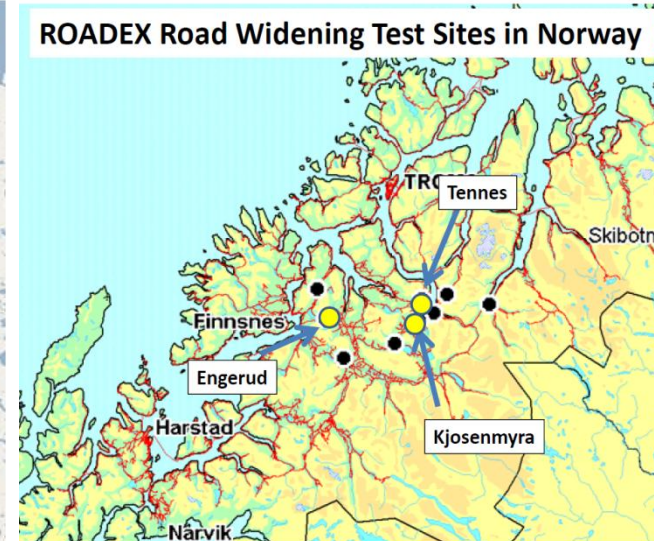 ROADEX Road Widening Test Sites in Norway
Tennes
Skibotn
Finnsnes
Engerud
Harstad
Kjosenmyra
Narvik